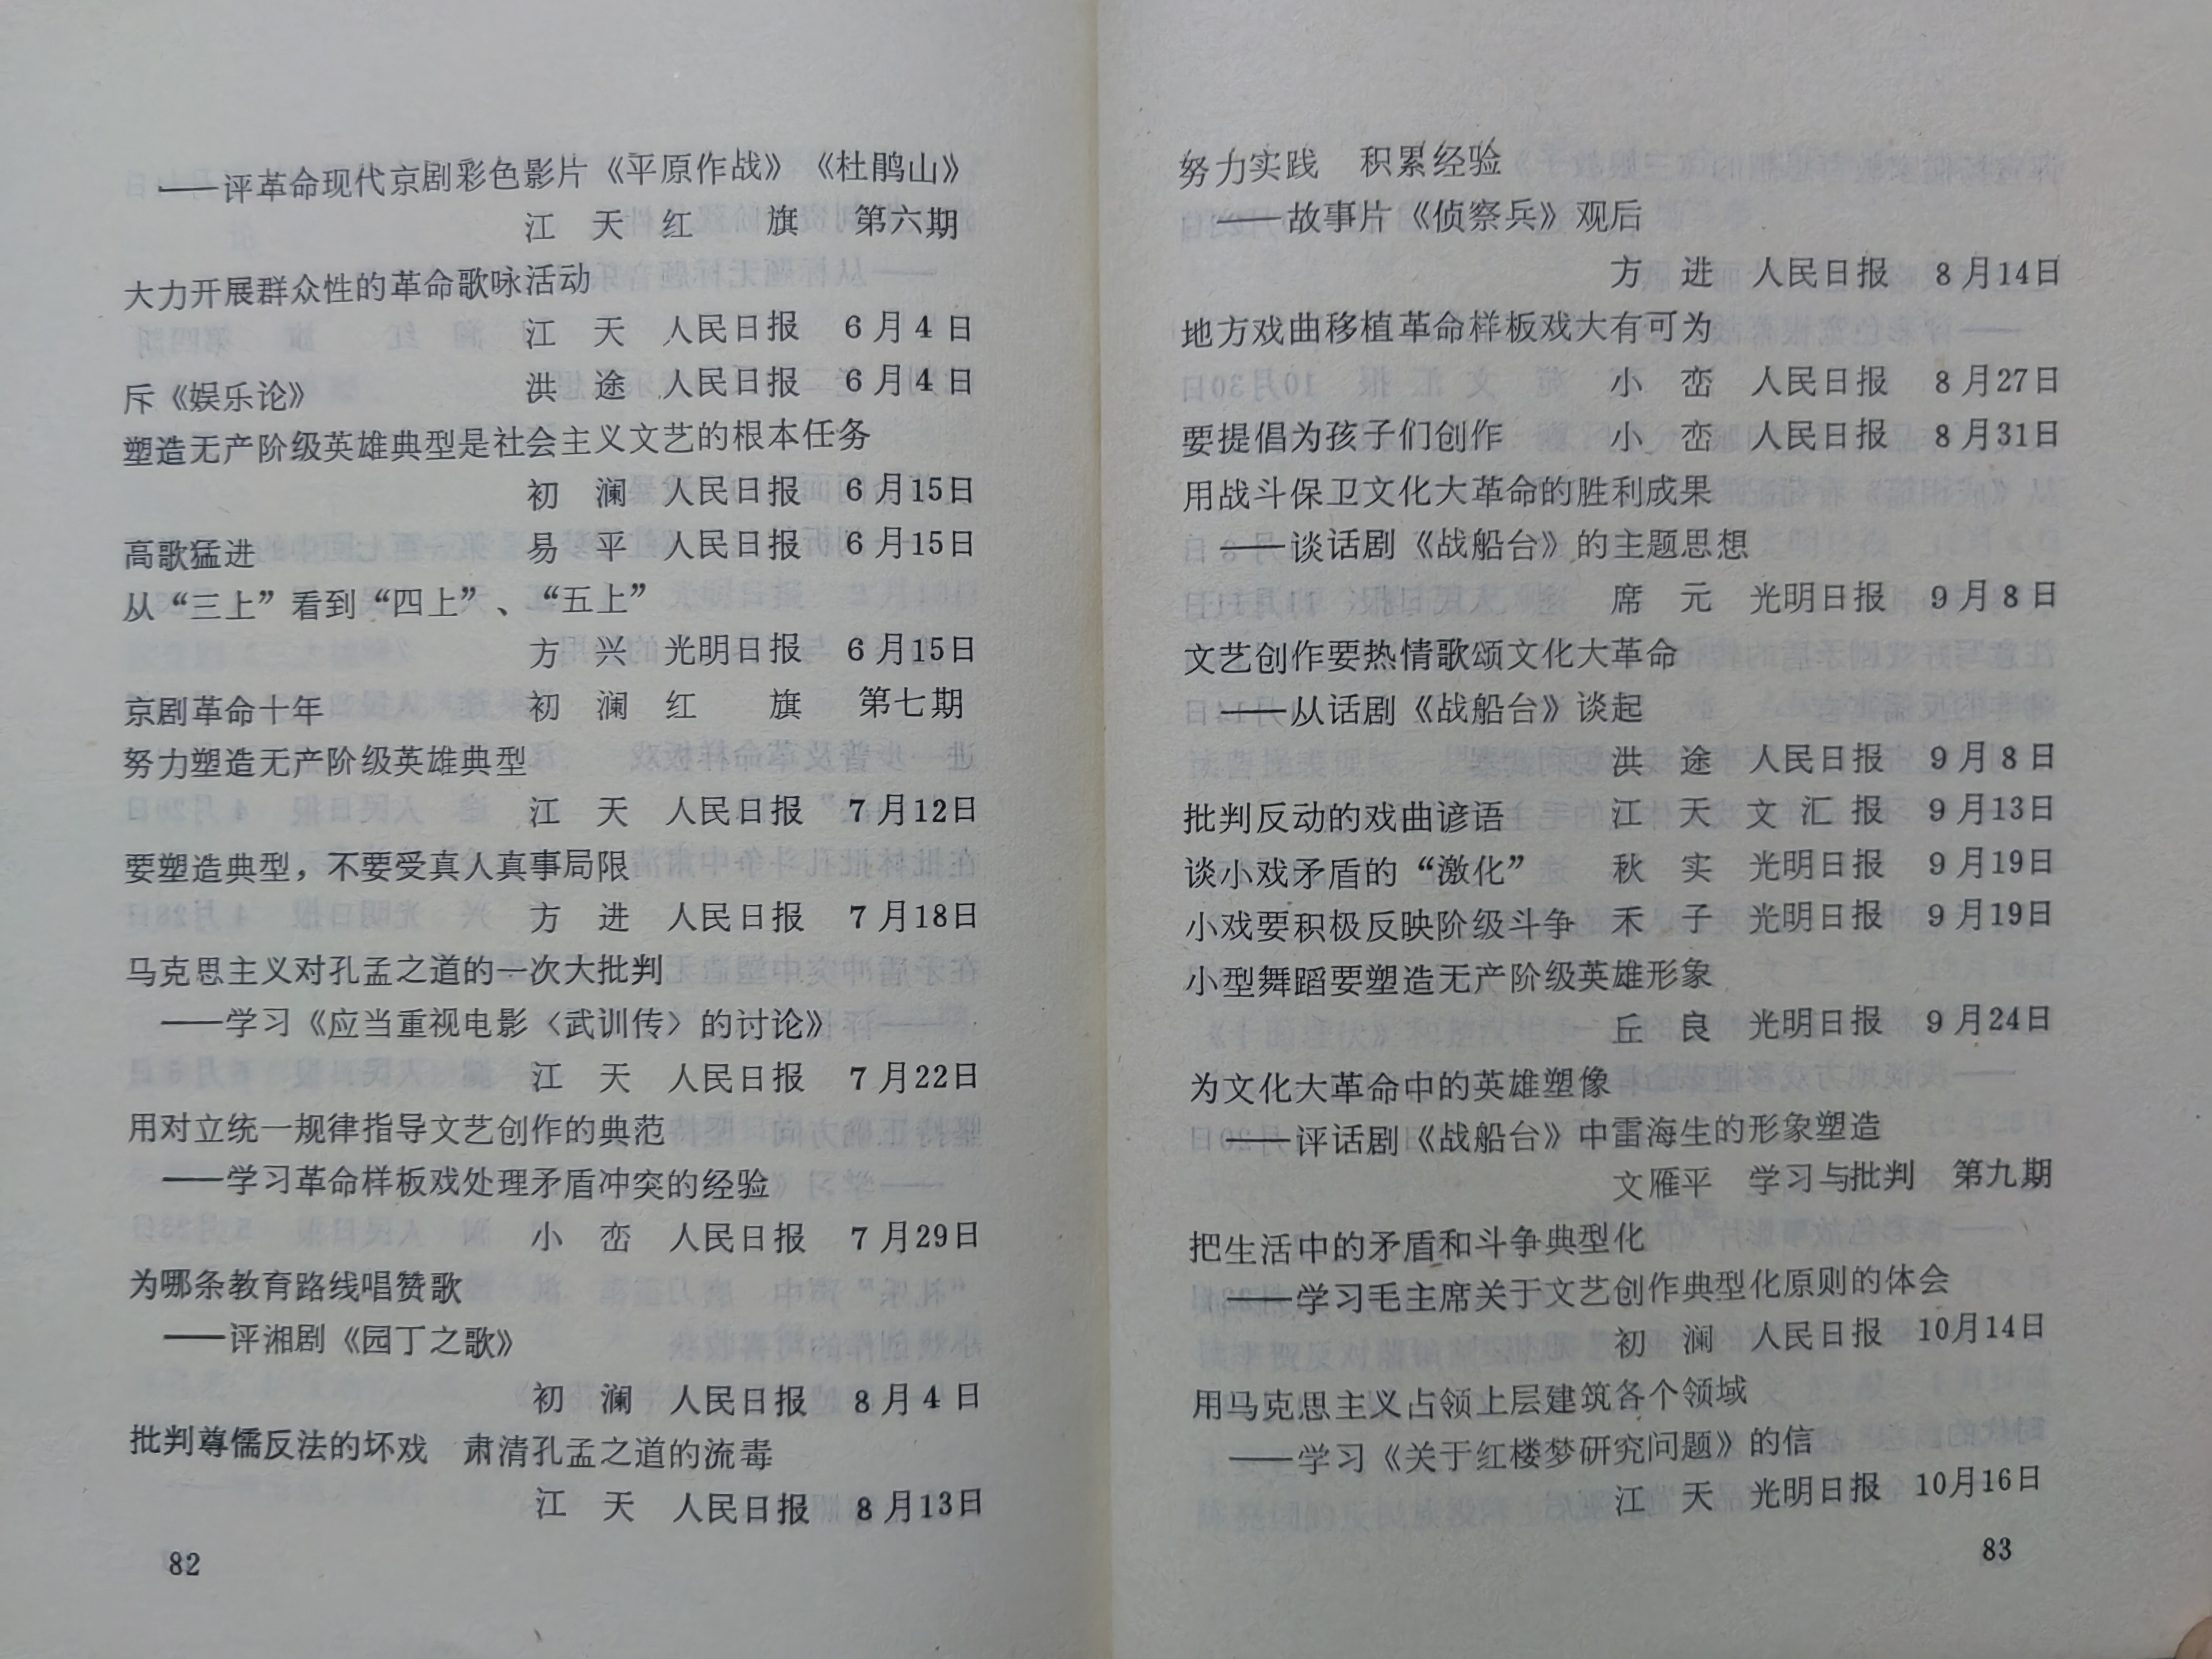 ——评革命现代京剧彩色影片《平原作战》《杜鹃山》
江　天　红　　旗　第六期
大力开展群众性的革命歌咏活动
江　天　人民日报　6月4日
斥《娱乐论》　洪　途　人民日报　6月4日
塑造无产阶级英雄典型是社会主义文艺的根本任务
初　澜　人民日报　6月15日
高歌猛进　易　平　人民日报　6月15日
从“三上”看到“四上”、“五上”
方　兴　光明日报　6月15日
京剧革命十年　初　澜　红　　旗　第七期
努力塑造无产阶级英雄典型
江　天　人民日报　7月12日
要塑造典型，不要受真人真事局限
方　进　人民日报　7月18日
马克思主义对孔孟之道的一次大批判
——学习《应当重视电影〈武训传〉的讨论》
江　天　人民日报　7月22日
用对立统一规律指导文艺创作的典范
——学习革命样板戏处理矛盾冲突的经验
小　峦　人民日报　7月29日
为哪条教育路线唱赞歌
——评湘剧《园丁之歌》
初　澜　人民日报　8月4日
批判尊儒反法的坏戏　肃清孔孟之道的流毒
江　天　人民日报　8月13日
82
努力实践　积累经验
——故事片《侦察兵》观后
方　进　人民日报　8月14日
地方戏曲移植革命样板戏大有可为
小　峦　人民日报　8月27日
要提倡为孩子们创作　小　峦　人民日报　8月31日
用战斗保卫文化大革命的胜利成果
——谈话剧《战船台》的主题思想
席　元　光明日报　9月8日
文艺创作要热情歌颂文化大革命
——从话剧《战船台》谈起
洪　途　人民日报　9月8日
批判反动的戏曲谚语　江　天　文汇报　9月13日
谈小戏矛盾的“激化”　秋　实　光明日报　9月19日
小戏要积极反映阶级斗争　禾　子　光明日报　9月19日
小型舞蹈要塑造无产阶级英雄形象
丘　良　光明日报　9月24日
为文化大革命中的英雄塑像
——评话剧《战船台》中雷海生的形象塑造
文雁平　学习与批判　第九期
把生活中的矛盾和斗争典型化
——学习毛主席关于文艺创作典型化原则的体会
初　澜　人民日报　10月14日
用马克思主义占领上层建筑各个领域
——学习《关于红楼梦研究问题》的信
江　天　光明日报　10月16日
83